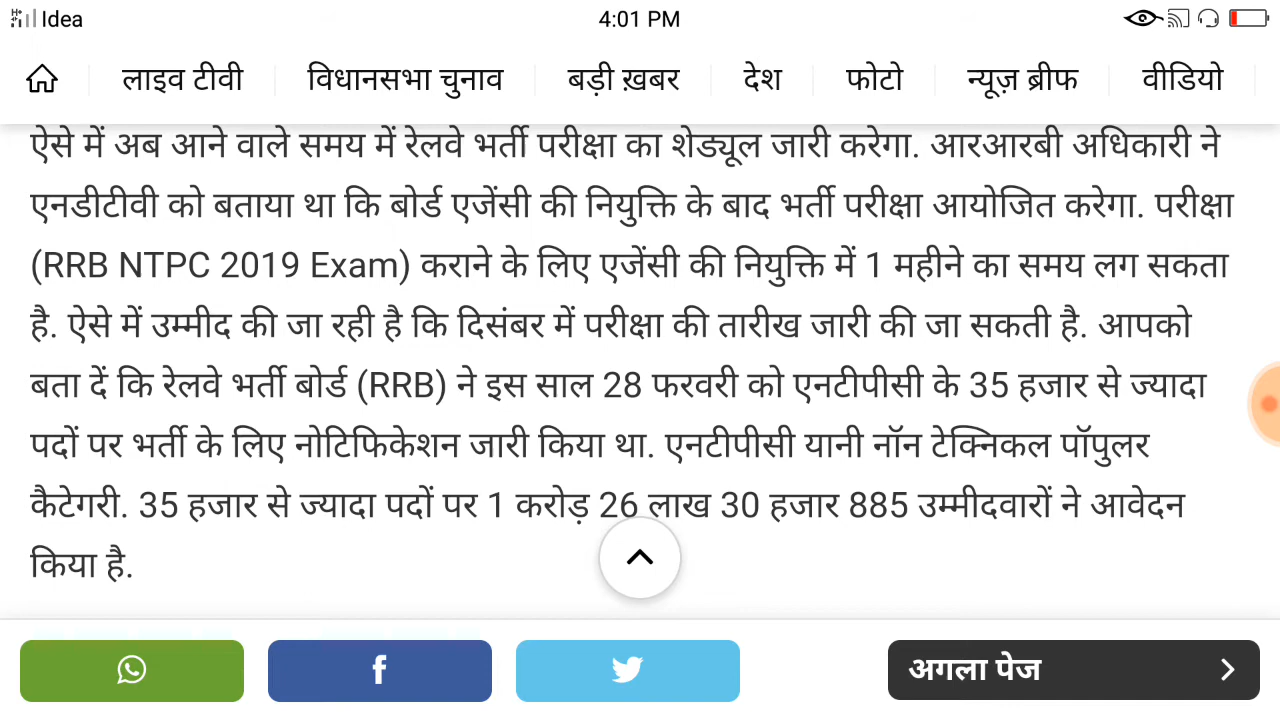 Idea 4:01 PM
लाइव टीवी विधानसभा चुनाव बड़ी ख़बर देश फोटो न्यूज़ ब्रीफ वीडियो
ऐसे में अब आने वाले समय में रेलवे भर्ती परीक्षा का शेड्यूल जारी करेगा. आरआरबी अधिकारी ने
एनडीटीवी को बताया था कि बोर्ड एजेंसी की नियुक्ति के बाद भर्ती परीक्षा आयोजित करेगा. परीक्षा
(RRB NTPC 2019 Exam) कराने के लिए एजेंसी की नियुक्ति में 1 महीने का समय लग सकता
है. ऐसे में उम्मीद की जा रही है कि दिसंबर में परीक्षा की तारीख जारी की जा सकती है. आपको
बता दें कि रेलवे भर्ती बोर्ड (RRB) ने इस साल 28 फरवरी को एनटीपीसी के 35 हजार से ज्यादा
पदों पर भर्ती के लिए नोटिफिकेशन जारी किया था. एनटीपीसी यानी नॉन टेक्निकल पॉपुलर
कैटेगरी. 35 हजार से ज्यादा पदों पर 1 करोड़ 26 लाख 30 हजार 885 उम्मीदवारों ने आवेदन
किया है.
अगला पेज